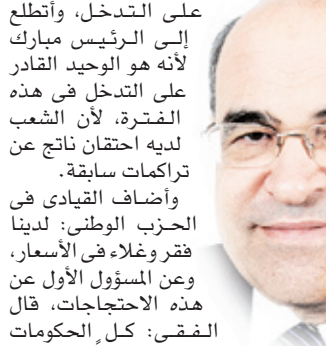 على التدخل، وأتطلع
إلى الرئيس مبارك
لأنه هو الوحيد القادر
على التدخل فى هذه
الفترة، لأن الشعب
لديه احتقان ناتج عن
تراكمات سابقة.
وأضاف القيادى فى
الحزب الوطنى: لدينا
فقر وغلاء فى الأسعار،
وعن المسؤول الأول عن
هذه الاحتجاجات، قال
الفقى: كل الحكومات